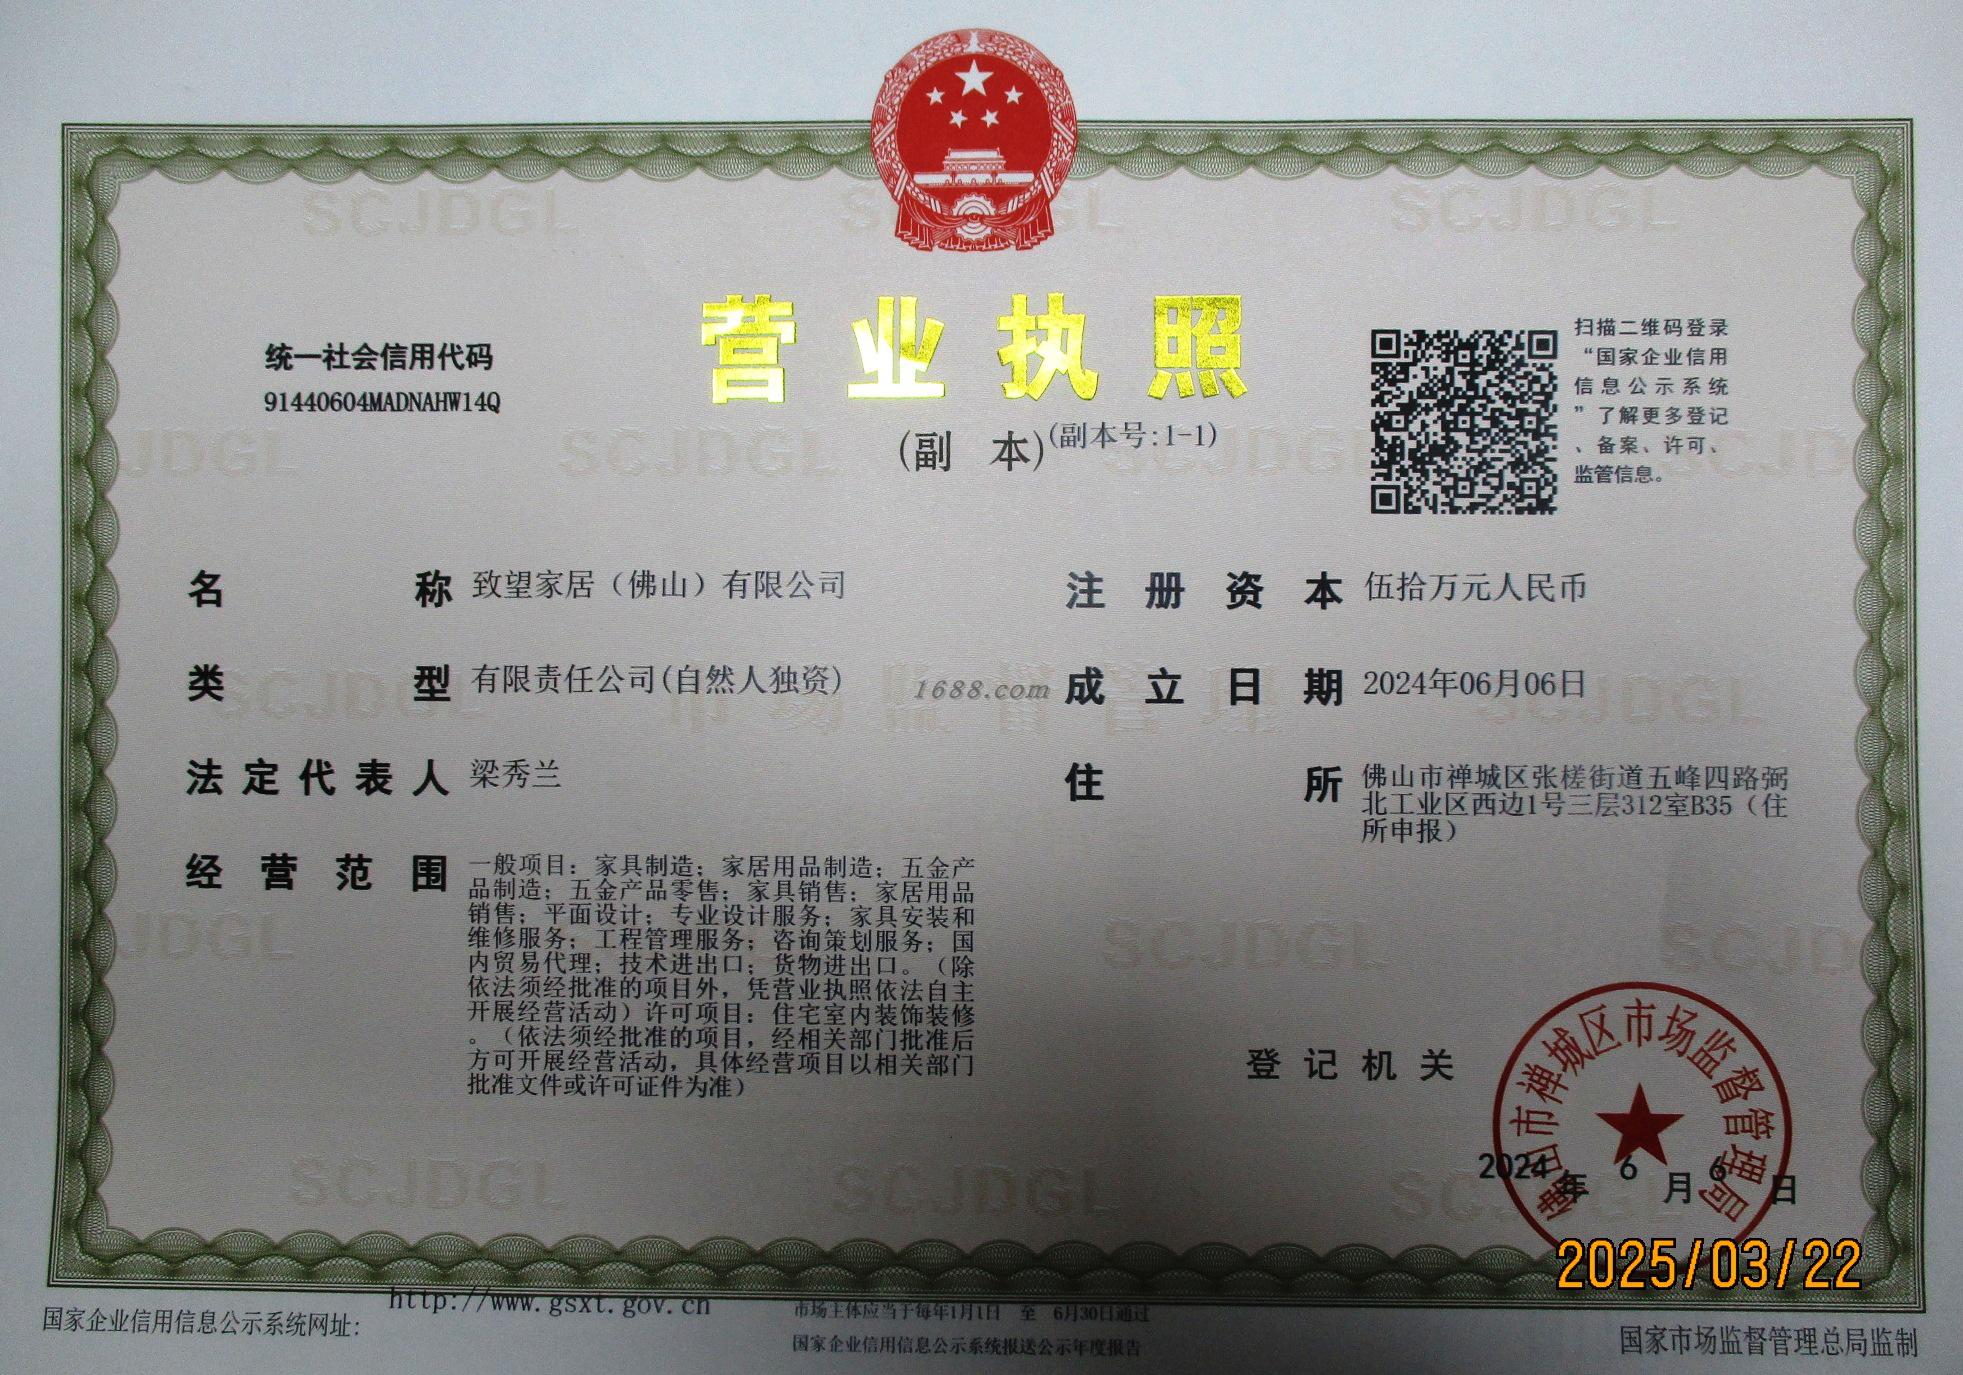 营业执照
(副 本)(副本号:1-1)
统一社会信用代码
91440604MADNAHW14Q
扫描二维码登录
“国家企业信用
信息公示系统
”了解更多登记
、备案、许可、
监管信息。
名 称 致望家居（佛山）有限公司
类 型 有限责任公司(自然人独资)
法定代表人 梁秀兰
经营范围 一般项目：家具制造；家居用品制造；五金产
品制造；五金产品零售；家具销售；家居用品
销售；平面设计；专业设计服务；家具安装和
维修服务；工程管理服务；咨询策划服务；国
内贸易代理；技术进出口；货物进出口。（除
依法须经批准的项目外，凭营业执照依法自主
开展经营活动）许可项目：住宅室内装饰装修
。（依法须经批准的项目，经相关部门批准后
方可开展经营活动，具体经营项目以相关部门
批准文件或许可证件为准）
注册资本 伍拾万元人民币
成立日期 2024年06月06日
住 所 佛山市禅城区张槎街道五峰四路弼
北工业区西边1号三层312室B35（住
所申报）
1688.com
登记机关
佛山市禅城区市场监督管理局
2024 年 6 月 6 日
2025/03/22
国家企业信用信息公示系统网址:
http://www.gsxt.gov.cn
市场主体应当于每年1月1日 至 6月30日通过
国家企业信用信息公示系统报送公示年度报告
国家市场监督管理总局监制
SCJDGL
市场监督管理